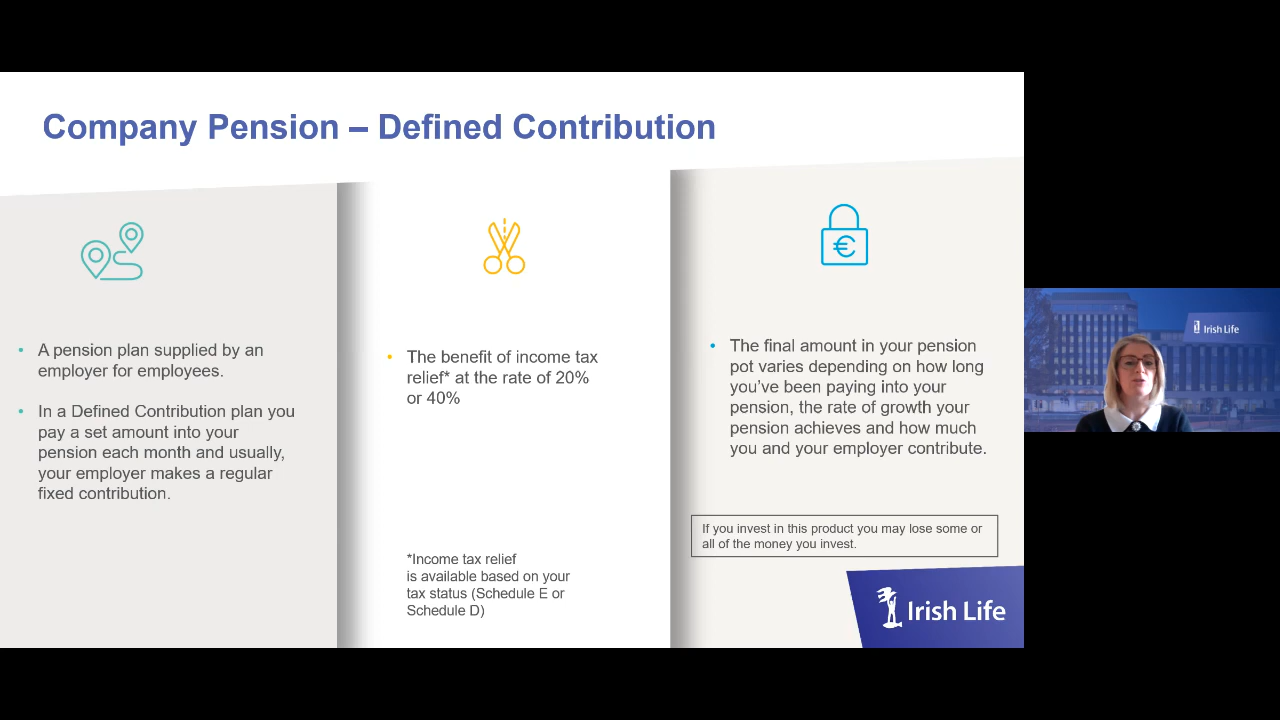 Company Pension – Defined Contribution
• A pension plan supplied by an
employer for employees.
• In a Defined Contribution plan you
pay a set amount into your
pension each month and usually,
your employer makes a regular
fixed contribution.
• The benefit of income tax
relief* at the rate of 20%
or 40%
*Income tax relief
is available based on your
tax status (Schedule E or
Schedule D)
€
• The final amount in your pension
pot varies depending on how long
you’ve been paying into your
pension, the rate of growth your
pension achieves and how much
you and your employer contribute.
If you invest in this product you may lose some or
all of the money you invest.
Irish Life
Irish Life